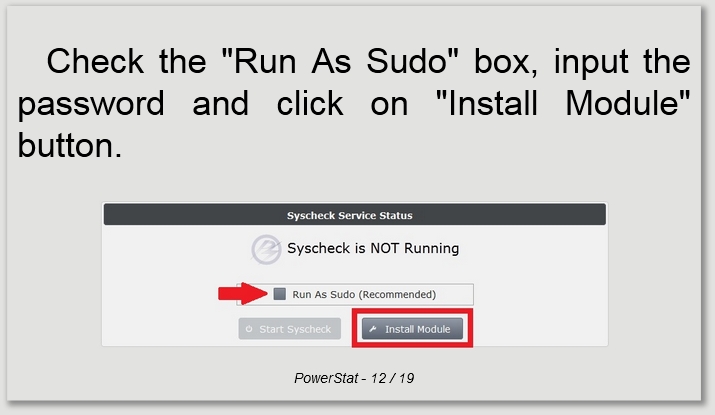 Check the "Run As Sudo" box, input the
password and click on "Install Module"
button.
Syscheck Service Status
Syscheck is NOT Running
Run As Sudo (Recommended)
Start Syscheck
Install Module
PowerStat - 12 / 19